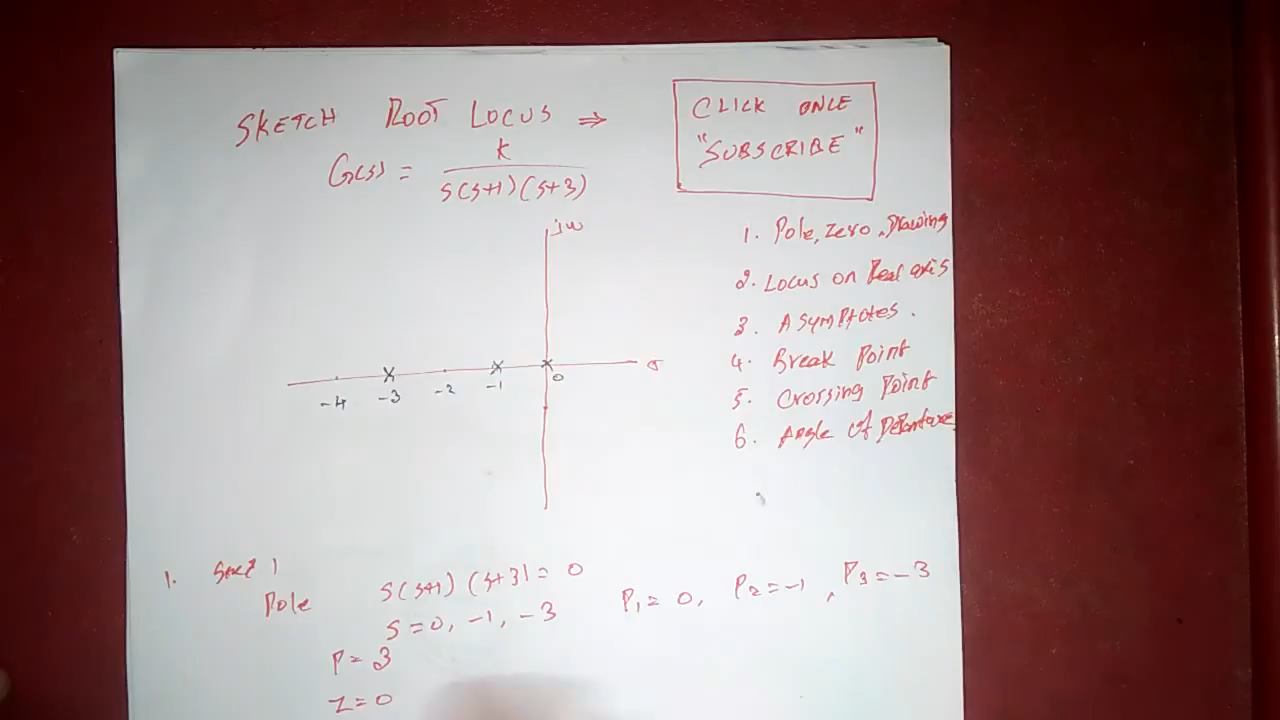 SKETCH ROOT LOCUS ⇒
G(s) = K / s(s+1)(s+3)
CLICK ONCE
"SUBSCRIBE"
jω
σ
-4 -3 -2 -1 0
1. Pole, Zero, Drawing
2. Locus on Real axis
3. Asymptotes.
4. Break Point
5. Crossing Point
6. Angle Of
1. 1
Pole s(s+1) (s+3) = 0
s = 0, -1, -3 P1 = 0, P2 = -1, P3 = -3
P = 3
Z = 0